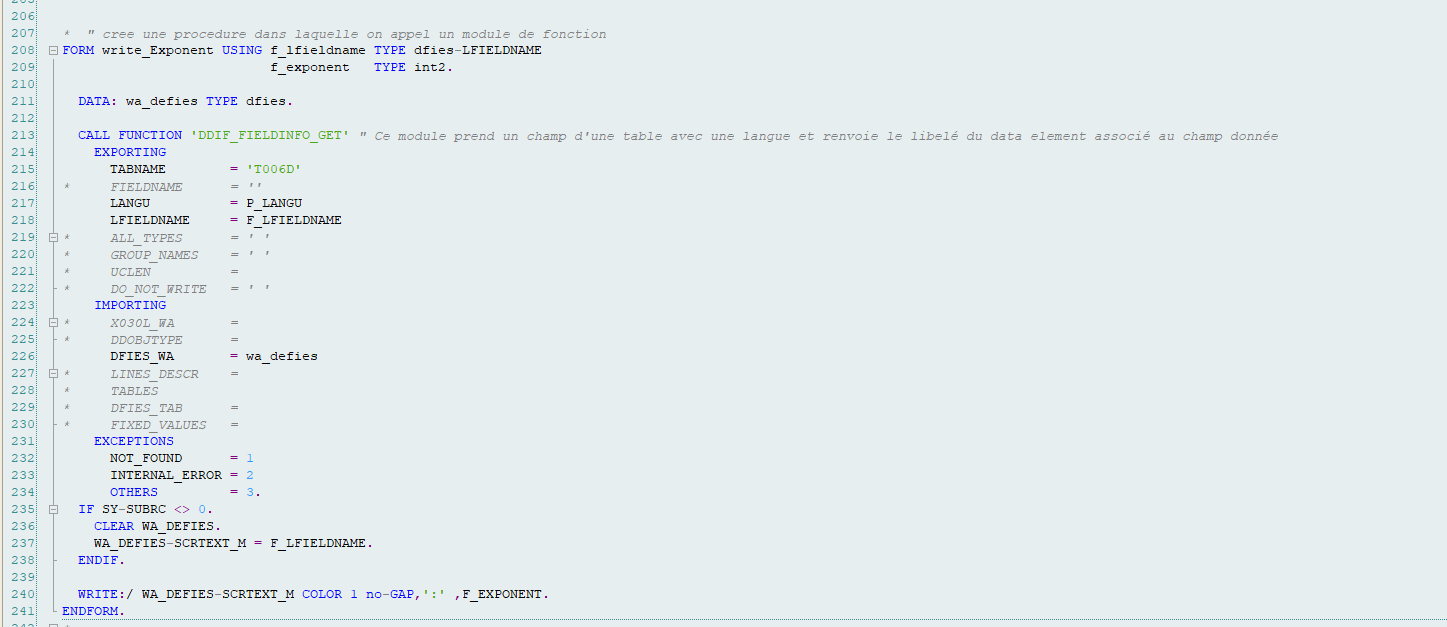 206
207 * " cree une procedure dans laquelle on appel un module de fonction
208 FORM write_Exponent USING f_lfieldname TYPE dfies-LFIELDNAME
209 f_exponent TYPE int2.
210
211 DATA: wa_defies TYPE dfies.
212
213 CALL FUNCTION 'DDIF_FIELDINFO_GET' " Ce module prend un champ d'une table avec une langue et renvoie le libelé du data element associé au champ donnée
214 EXPORTING
215 TABNAME = 'T006D'
216 * FIELDNAME = ''
217 LANGU = P_LANGU
218 LFIELDNAME = F_LFIELDNAME
219 * ALL_TYPES = ' '
220 * GROUP_NAMES = ' '
221 * UCLEN =
222 * DO_NOT_WRITE = ' '
223 IMPORTING
224 * X030L_WA =
225 * DDOBJTYPE =
226 DFIES_WA = wa_defies
227 * LINES_DESCR =
228 * TABLES
229 * DFIES_TAB =
230 * FIXED_VALUES =
231 EXCEPTIONS
232 NOT_FOUND = 1
233 INTERNAL_ERROR = 2
234 OTHERS = 3.
235 IF SY-SUBRC <> 0.
236 CLEAR WA_DEFIES.
237 WA_DEFIES-SCRTEXT_M = F_LFIELDNAME.
238 ENDIF.
239
240 WRITE:/ WA_DEFIES-SCRTEXT_M COLOR 1 no-GAP,':' ,F_EXPONENT.
241 ENDFORM.